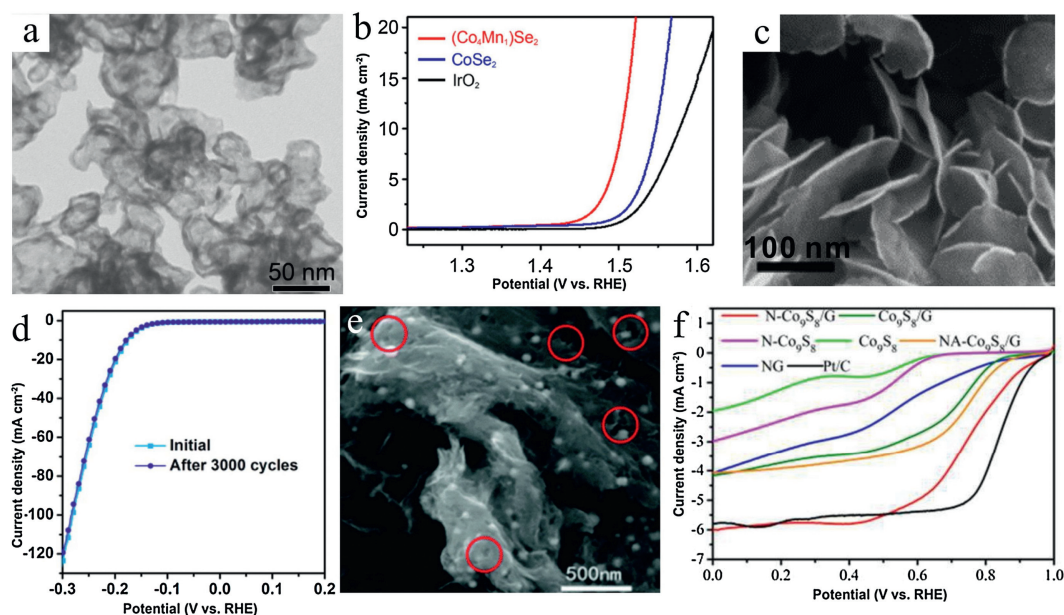 a
50 nm
b
Current density (mA cm⁻²)
20
15
10
5
0
(Co₄Mn₁)Se₂
CoSe₂
IrO₂
1.3 1.4 1.5 1.6
Potential (V vs. RHE)
c
100 nm
d
Current density (mA cm⁻²)
0
-20
-40
-60
-80
-100
-120
Initial
After 3000 cycles
-0.3 -0.2 -0.1 0.0 0.1 0.2
Potential (V vs. RHE)
e
500nm
f
Current density (mA cm⁻²)
1
0
-1
-2
-3
-4
-5
-6
-7
N-Co₉S₈/G Co₉S₈/G
N-Co₉S₈ Co₉S₈ NA-Co₉S₈/G
NG Pt/C
0.0 0.2 0.4 0.6 0.8 1.0
Potential (V vs. RHE)